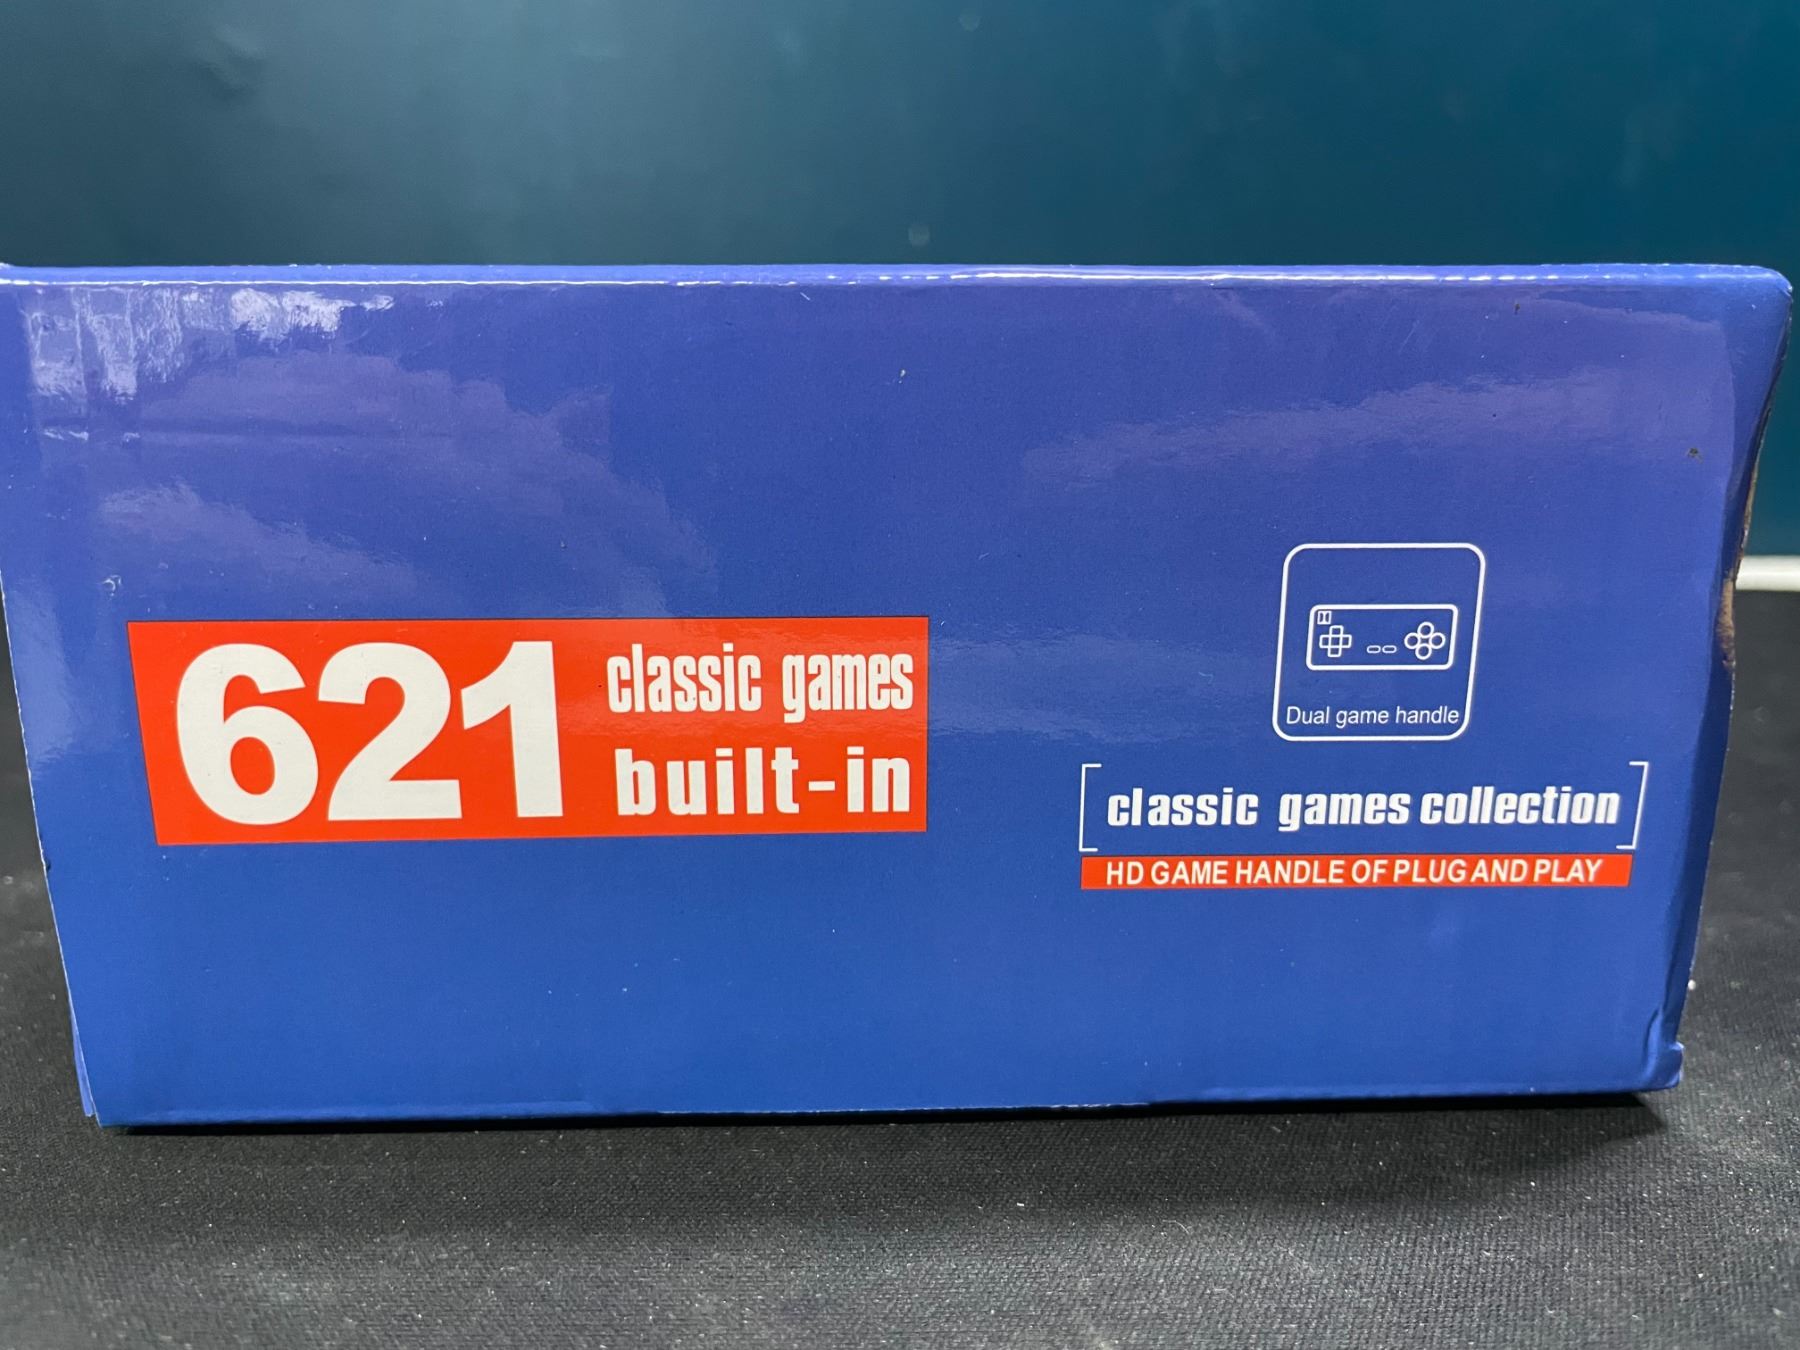 621 classic games
built-in
Dual game handle
classic games collection
HD GAME HANDLE OF PLUG AND PLAY